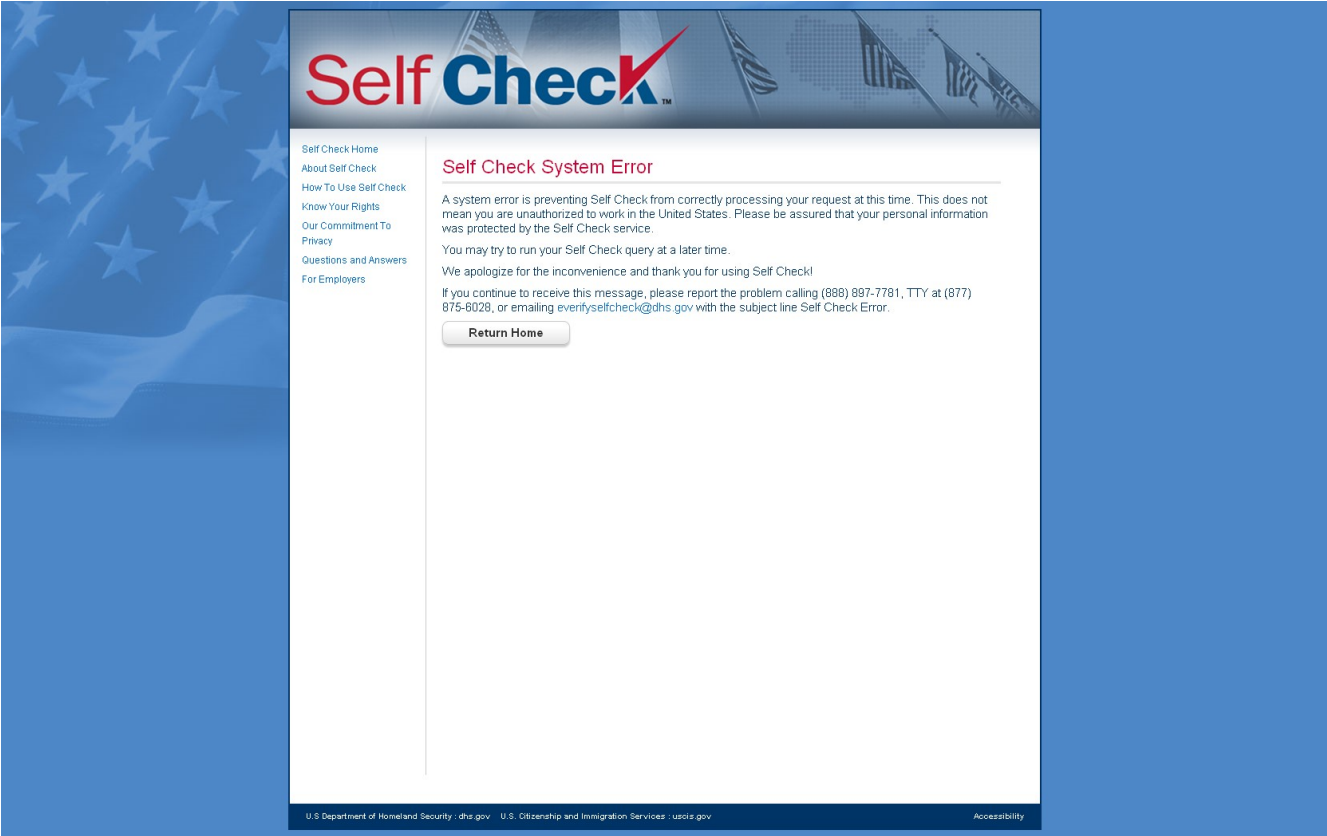 Self Check™
Self Check Home
About Self Check
How To Use Self Check
Know Your Rights
Our Commitment To
Privacy
Questions and Answers
For Employers
Self Check System Error
A system error is preventing Self Check from correctly processing your request at this time. This does not
mean you are unauthorized to work in the United States. Please be assured that your personal information
was protected by the Self Check service.
You may try to run your Self Check query at a later time.
We apologize for the inconvenience and thank you for using Self Check!
If you continue to receive this message, please report the problem calling (888) 897-7781, TTY at (877)
875-6028, or emailing everifyselfcheck@dhs.gov with the subject line Self Check Error.
Return Home
U.S Department of Homeland Security : dhs.gov U.S. Citizenship and Immigration Services : uscis.gov Accessibility